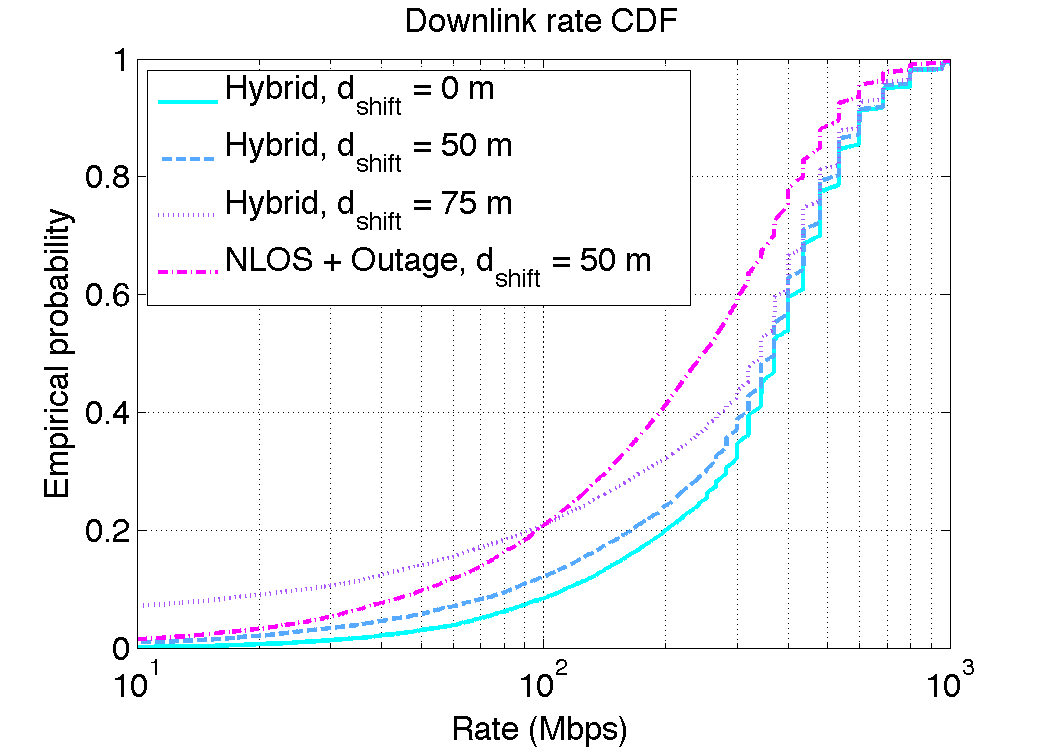 Downlink rate CDF
1
Hybrid, d_shift = 0 m
Hybrid, d_shift = 50 m
0.8
Hybrid, d_shift = 75 m
NLOS + Outage, d_shift = 50 m
0.6
0.4
0.2
0
Empirical probability
10^1
10^2
10^3
Rate (Mbps)